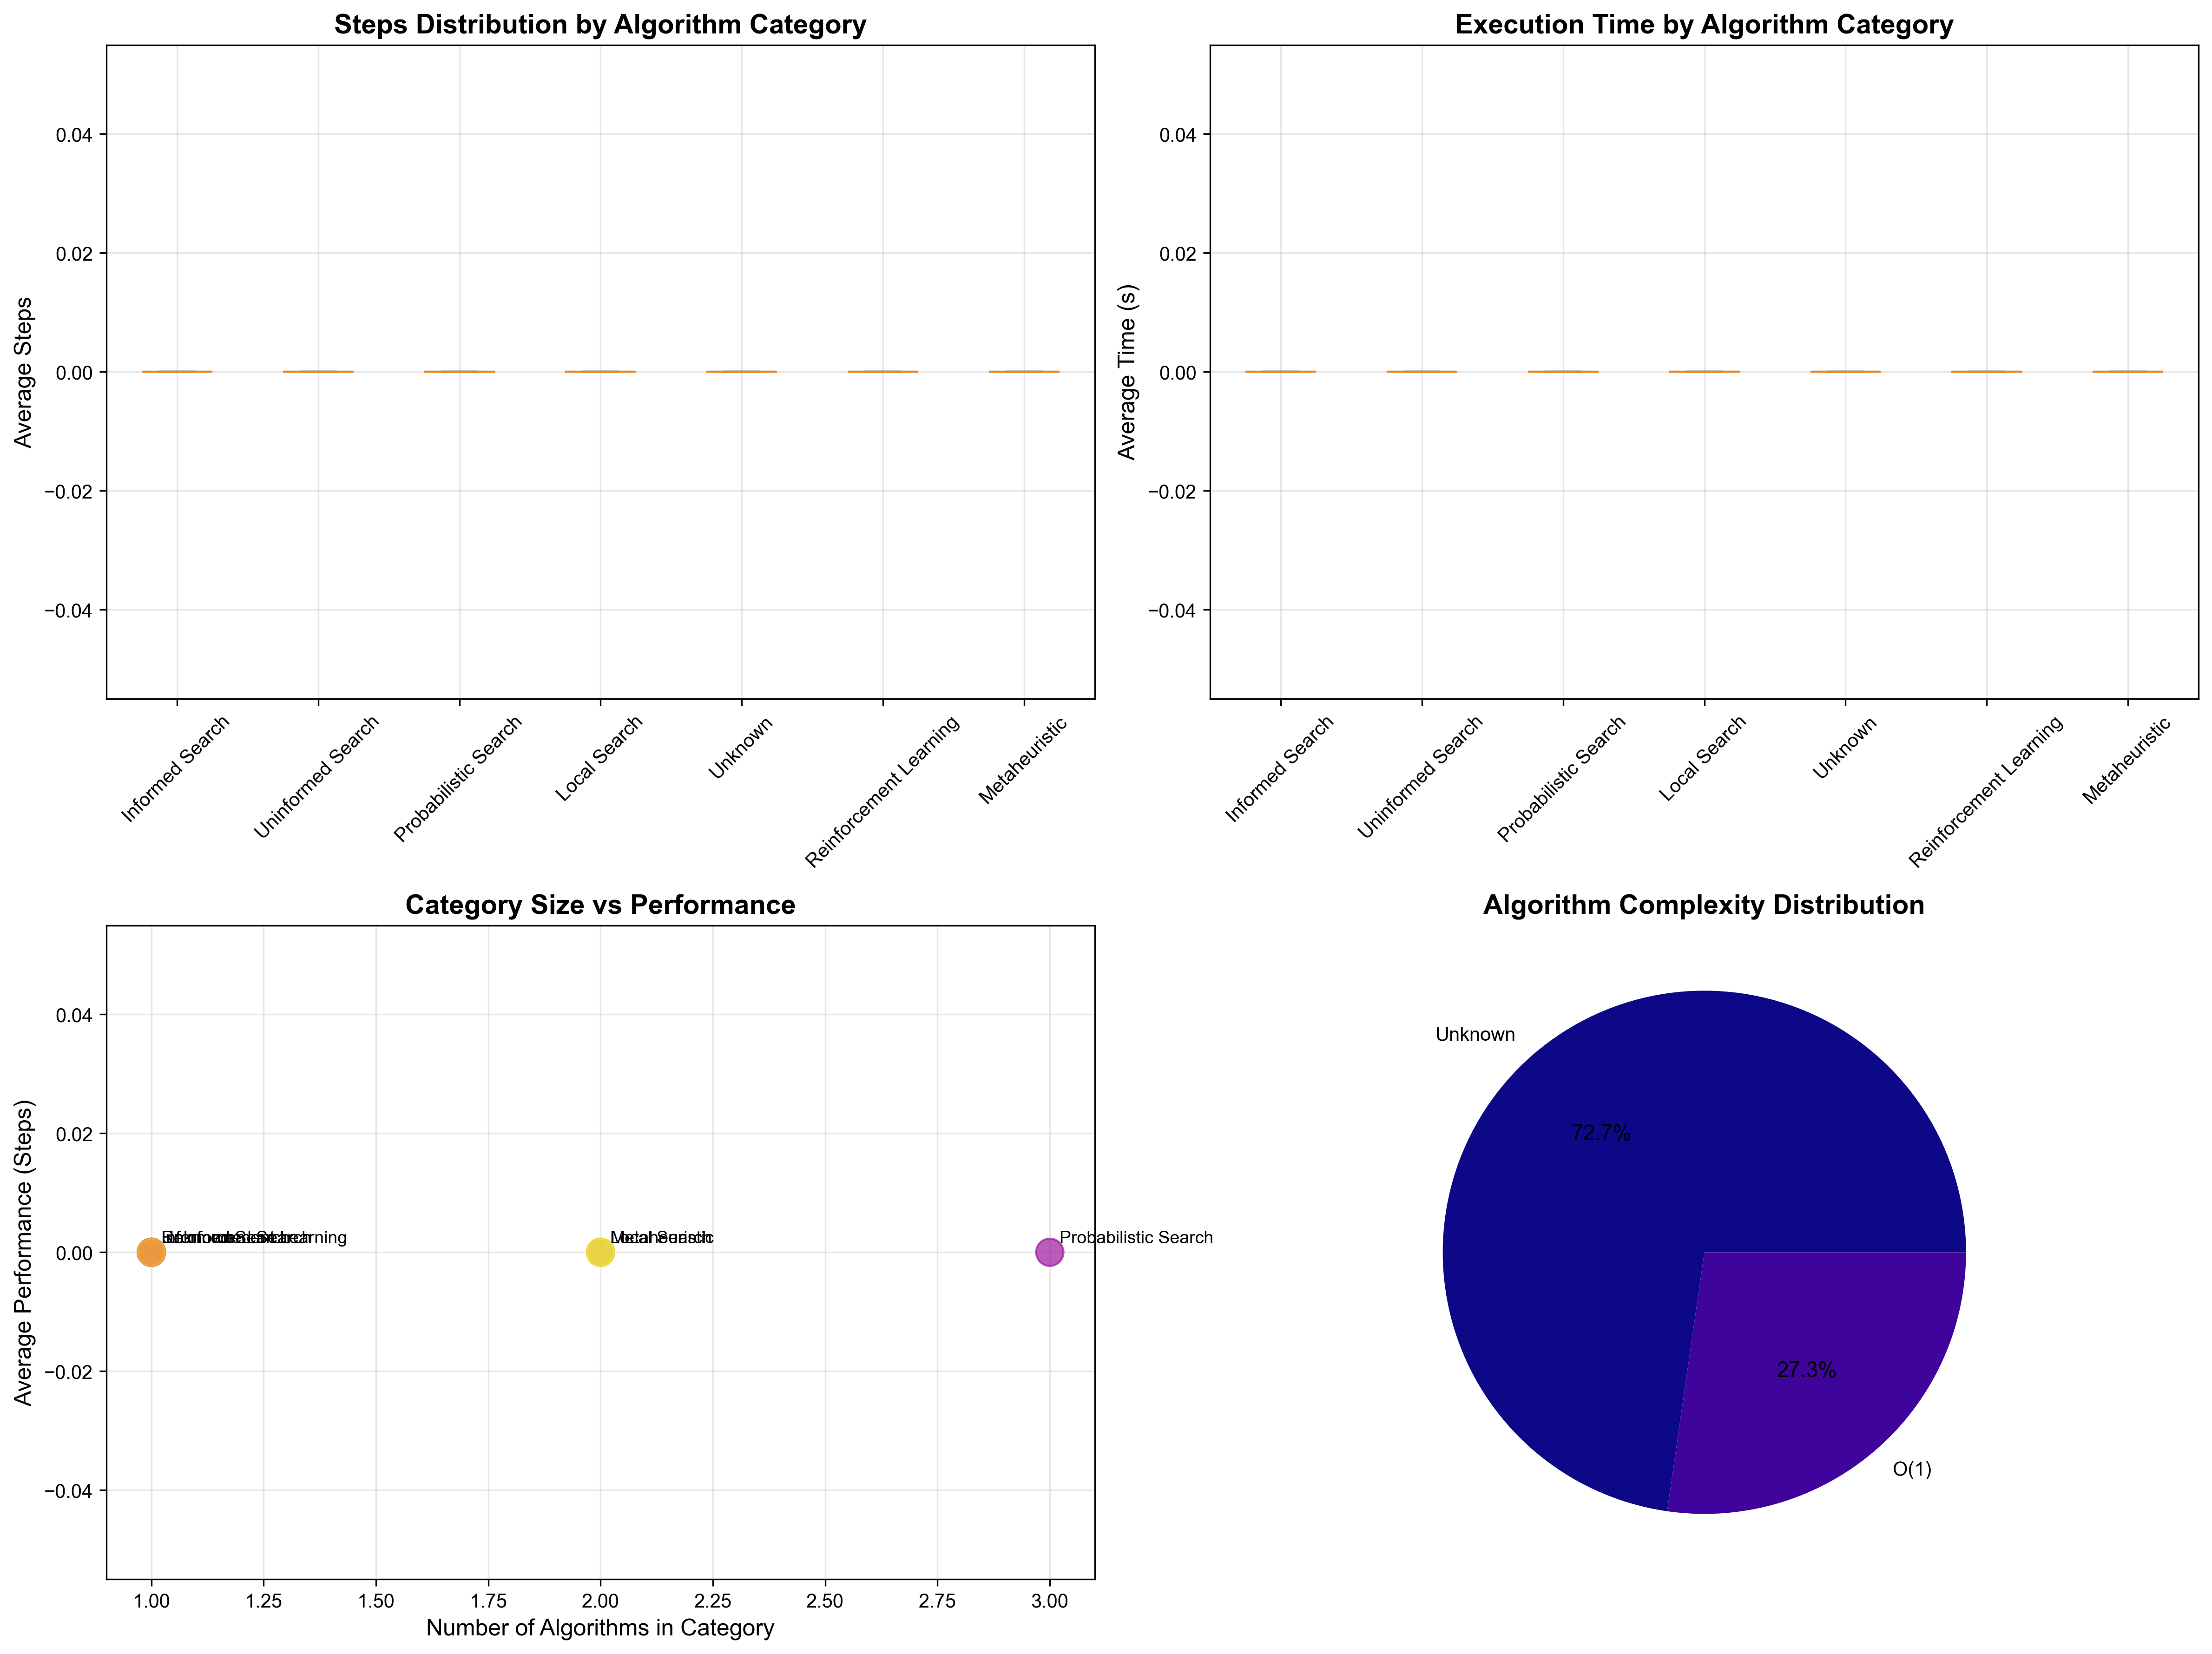 Steps Distribution by Algorithm Category
Average Steps
0.04
0.02
0.00
−0.02
−0.04
Informed Search
Uninformed Search
Probabilistic Search
Local Search
Unknown
Reinforcement Learning
Metaheuristic
Execution Time by Algorithm Category
Average Time (s)
0.04
0.02
0.00
−0.02
−0.04
Informed Search
Uninformed Search
Probabilistic Search
Local Search
Unknown
Reinforcement Learning
Metaheuristic
Category Size vs Performance
Average Performance (Steps)
0.04
0.02
0.00
−0.02
−0.04
Probabilistic Search
1.00 1.25 1.50 1.75 2.00 2.25 2.50 2.75 3.00
Number of Algorithms in Category
Algorithm Complexity Distribution
Unknown
72.7%
27.3%
O(1)